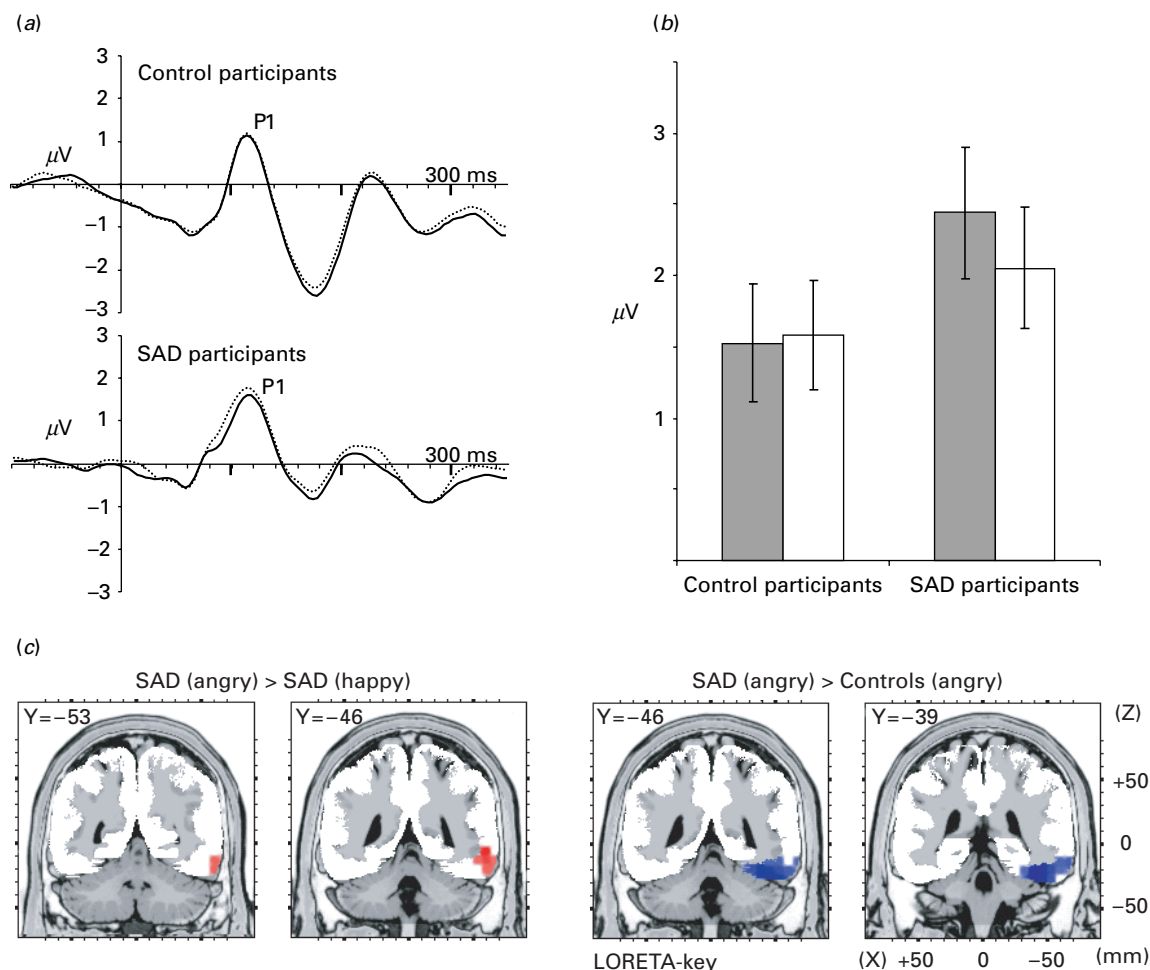 (a)
3
Control participants
2
P1
1
μV
300 ms
−1
−2
−3
3
SAD participants
2
P1
1
μV
300 ms
−1
−2
−3
(b)
3
2
μV
1
Control participants SAD participants
(c)
SAD (angry) > SAD (happy)
SAD (angry) > Controls (angry)
Y=−53
Y=−46
Y=−46
Y=−39
(Z)
+50
0
−50
LORETA-key
(X) +50 0 −50 (mm)